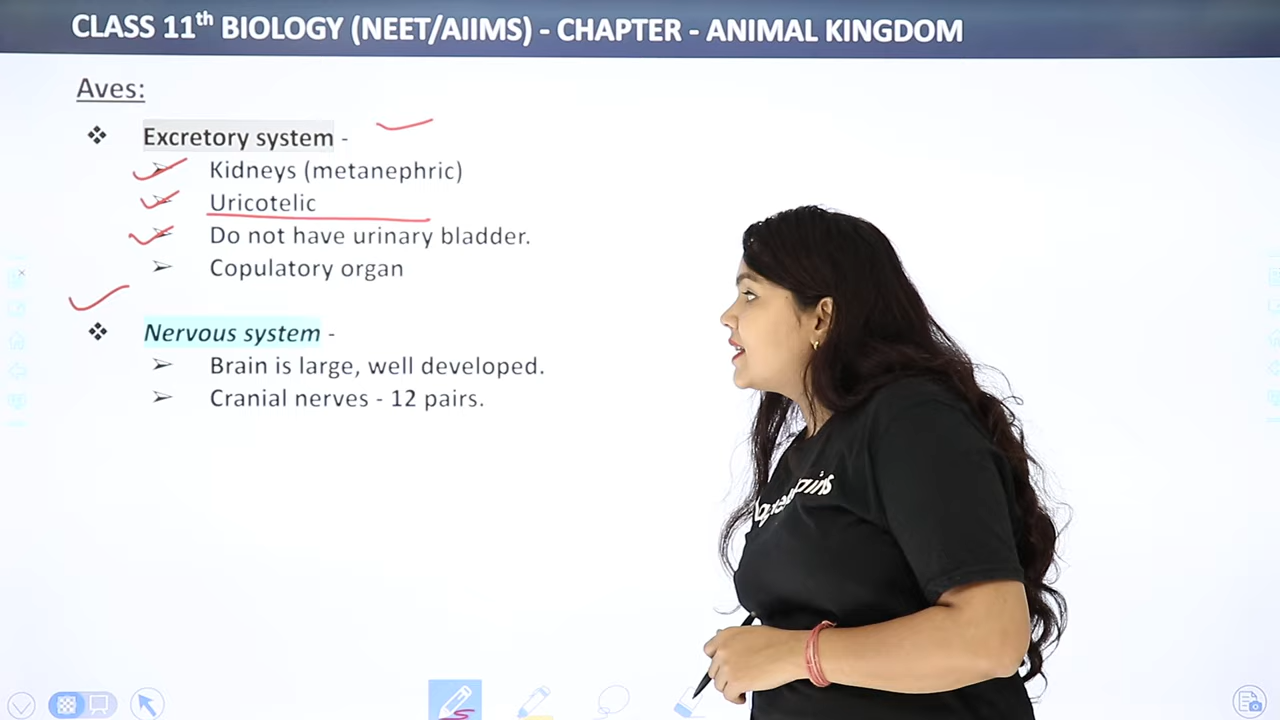 CLASS 11th BIOLOGY (NEET/AIIMS) - CHAPTER - ANIMAL KINGDOM
Aves:
❖ Excretory system -
➢ Kidneys (metanephric)
➢ Uricotelic
➢ Do not have urinary bladder.
➢ Copulatory organ
❖ Nervous system -
➢ Brain is large, well developed.
➢ Cranial nerves - 12 pairs.